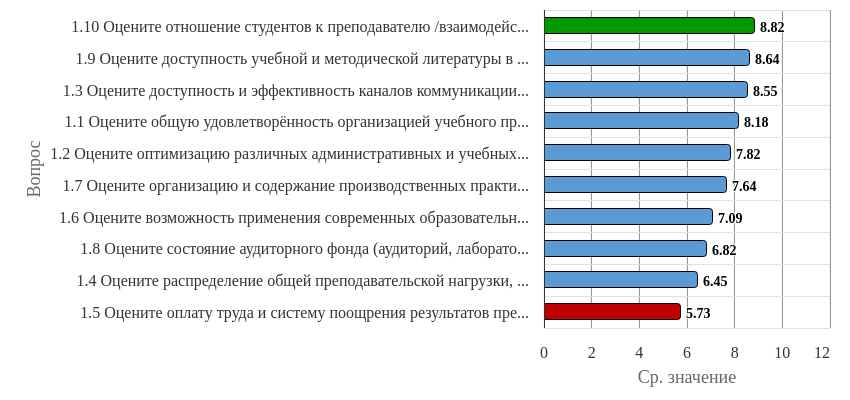 1.10 Оцените отношение студентов к преподавателю /взаимодейс... 8.82
1.9 Оцените доступность учебной и методической литературы в ... 8.64
1.3 Оцените доступность и эффективность каналов коммуникации... 8.55
1.1 Оцените общую удовлетворённость организацией учебного пр... 8.18
1.2 Оцените оптимизацию различных административных и учебных... 7.82
1.7 Оцените организацию и содержание производственных практи... 7.64
1.6 Оцените возможность применения современных образовательн... 7.09
1.8 Оцените состояние аудиторного фонда (аудиторий, лаборато... 6.82
1.4 Оцените распределение общей преподавательской нагрузки, ... 6.45
1.5 Оцените оплату труда и систему поощрения результатов пре... 5.73
Вопрос
0 2 4 6 8 10 12
Ср. значение